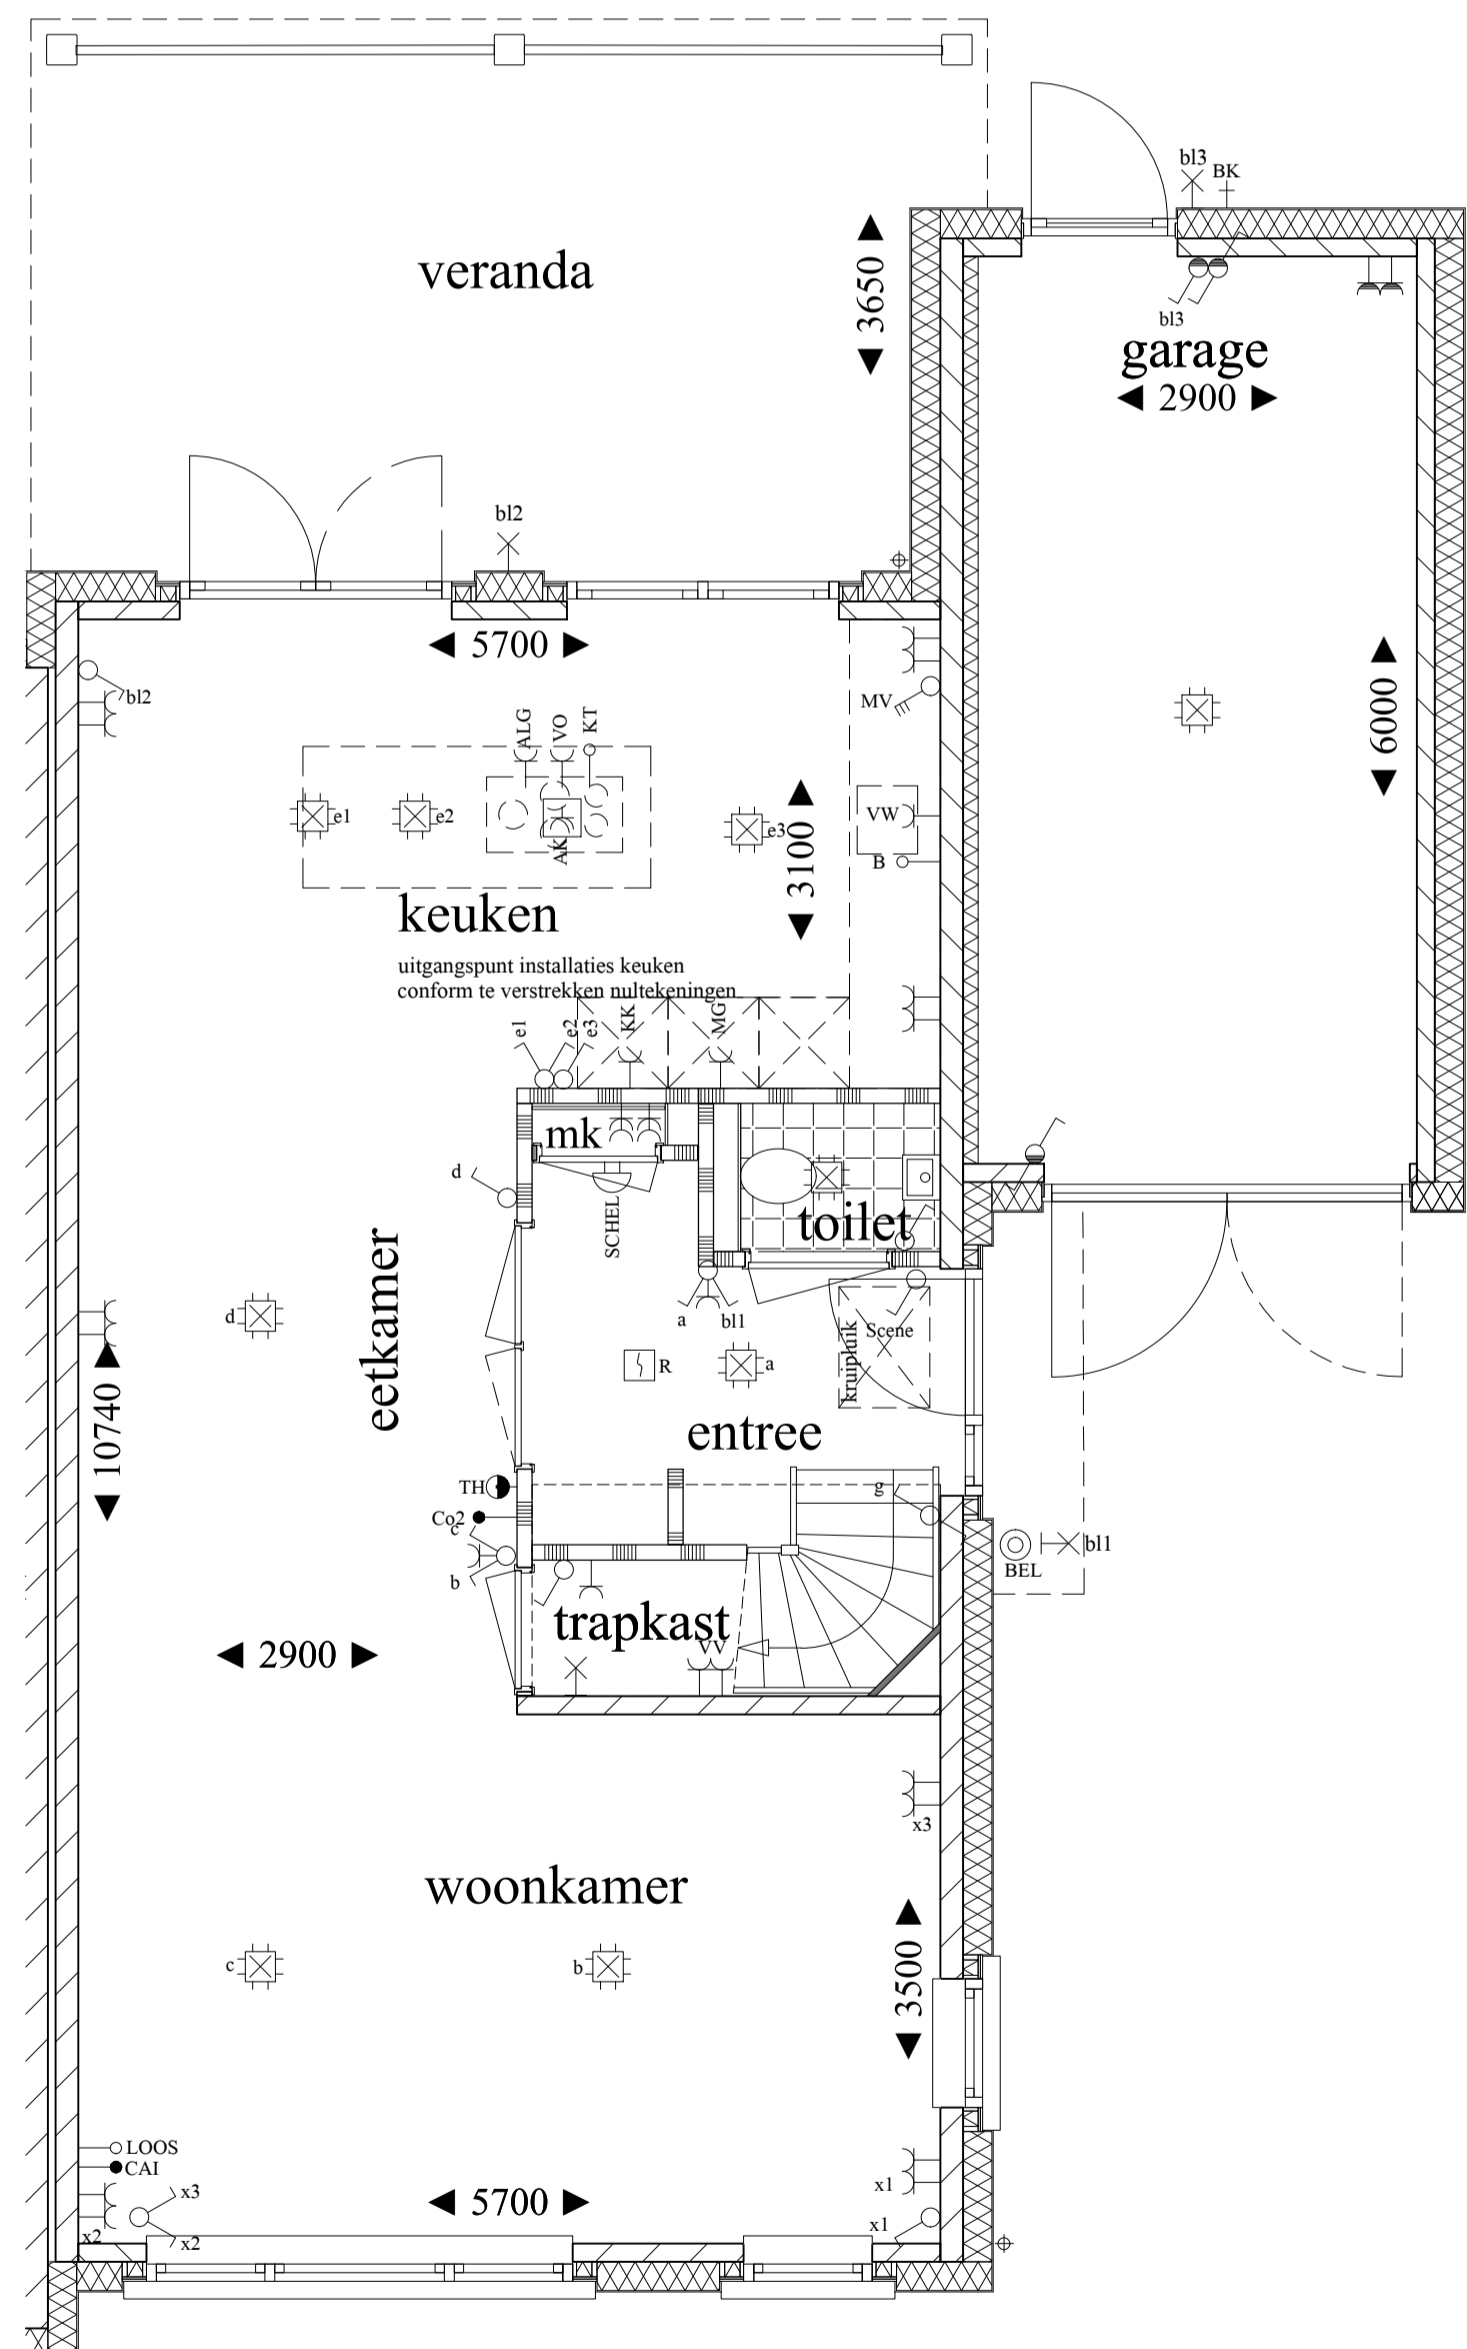 bl3
BK
veranda
3650
bl3
garage
2900
bl2
5700
bl2
MV
6000
ALG
VO
KT
e1
e2
AK
e3
3100
VW
B
keuken
uitgangspunt installaties keuken
conform te verstrekken nultekeningen
e1
e2
e3
KK
MG
mk
d
SCHEL
toilet
eetkamer
d
a
bl1
Scene
kruipluik
R
a
10740
entree
TH
g
Co2
c
b
BEL
bl1
trapkast
VV
2900
x3
woonkamer
c
b
3500
LOOS
CAI
x3
x2
x2
5700
x1
x1